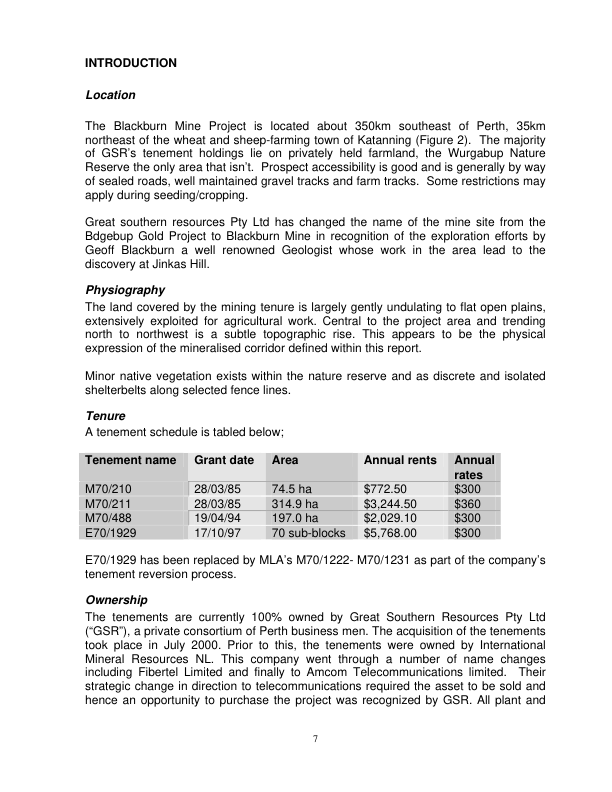 INTRODUCTION
Location
The Blackburn Mine Project is located about 350km southeast of Perth, 35km
northeast of the wheat and sheep-farming town of Katanning (Figure 2). The majority
of GSR's tenement holdings lie on privately held farmland, the Wurgabup Nature
Reserve the only area that isn't. Prospect accessibility is good and is generally by way
of sealed roads, well maintained gravel tracks and farm tracks. Some restrictions may
apply during seeding/cropping.
Great southern resources Pty Ltd has changed the name of the mine site from the
Bdgebup Gold Project to Blackburn Mine in recognition of the exploration efforts by
Geoff Blackburn a well renowned Geologist whose work in the area lead to the
discovery at Jinkas Hill.
Physiography
The land covered by the mining tenure is largely gently undulating to flat open plains,
extensively exploited for agricultural work. Central to the project area and trending
north to northwest is a subtle topographic rise. This appears to be the physical
expression of the mineralised corridor defined within this report.
Minor native vegetation exists within the nature reserve and as discrete and isolated
shelterbelts along selected fence lines.
Tenure
A tenement schedule is tabled below;
Tenement name Grant date Area Annual rents Annual
rates
M70/210 28/03/85 74.5 ha $772.50 $300
M70/211 28/03/85 314.9 ha $3,244.50 $360
M70/488 19/04/94 197.0 ha $2,029.10 $300
E70/1929 17/10/97 70 sub-blocks $5,768.00 $300
E70/1929 has been replaced by MLA's M70/1222- M70/1231 as part of the company's
tenement reversion process.
Ownership
The tenements are currently 100% owned by Great Southern Resources Pty Ltd
("GSR"), a private consortium of Perth business men. The acquisition of the tenements
took place in July 2000. Prior to this, the tenements were owned by International
Mineral Resources NL. This company went through a number of name changes
including Fibertel Limited and finally to Amcom Telecommunications limited. Their
strategic change in direction to telecommunications required the asset to be sold and
hence an opportunity to purchase the project was recognized by GSR. All plant and
7